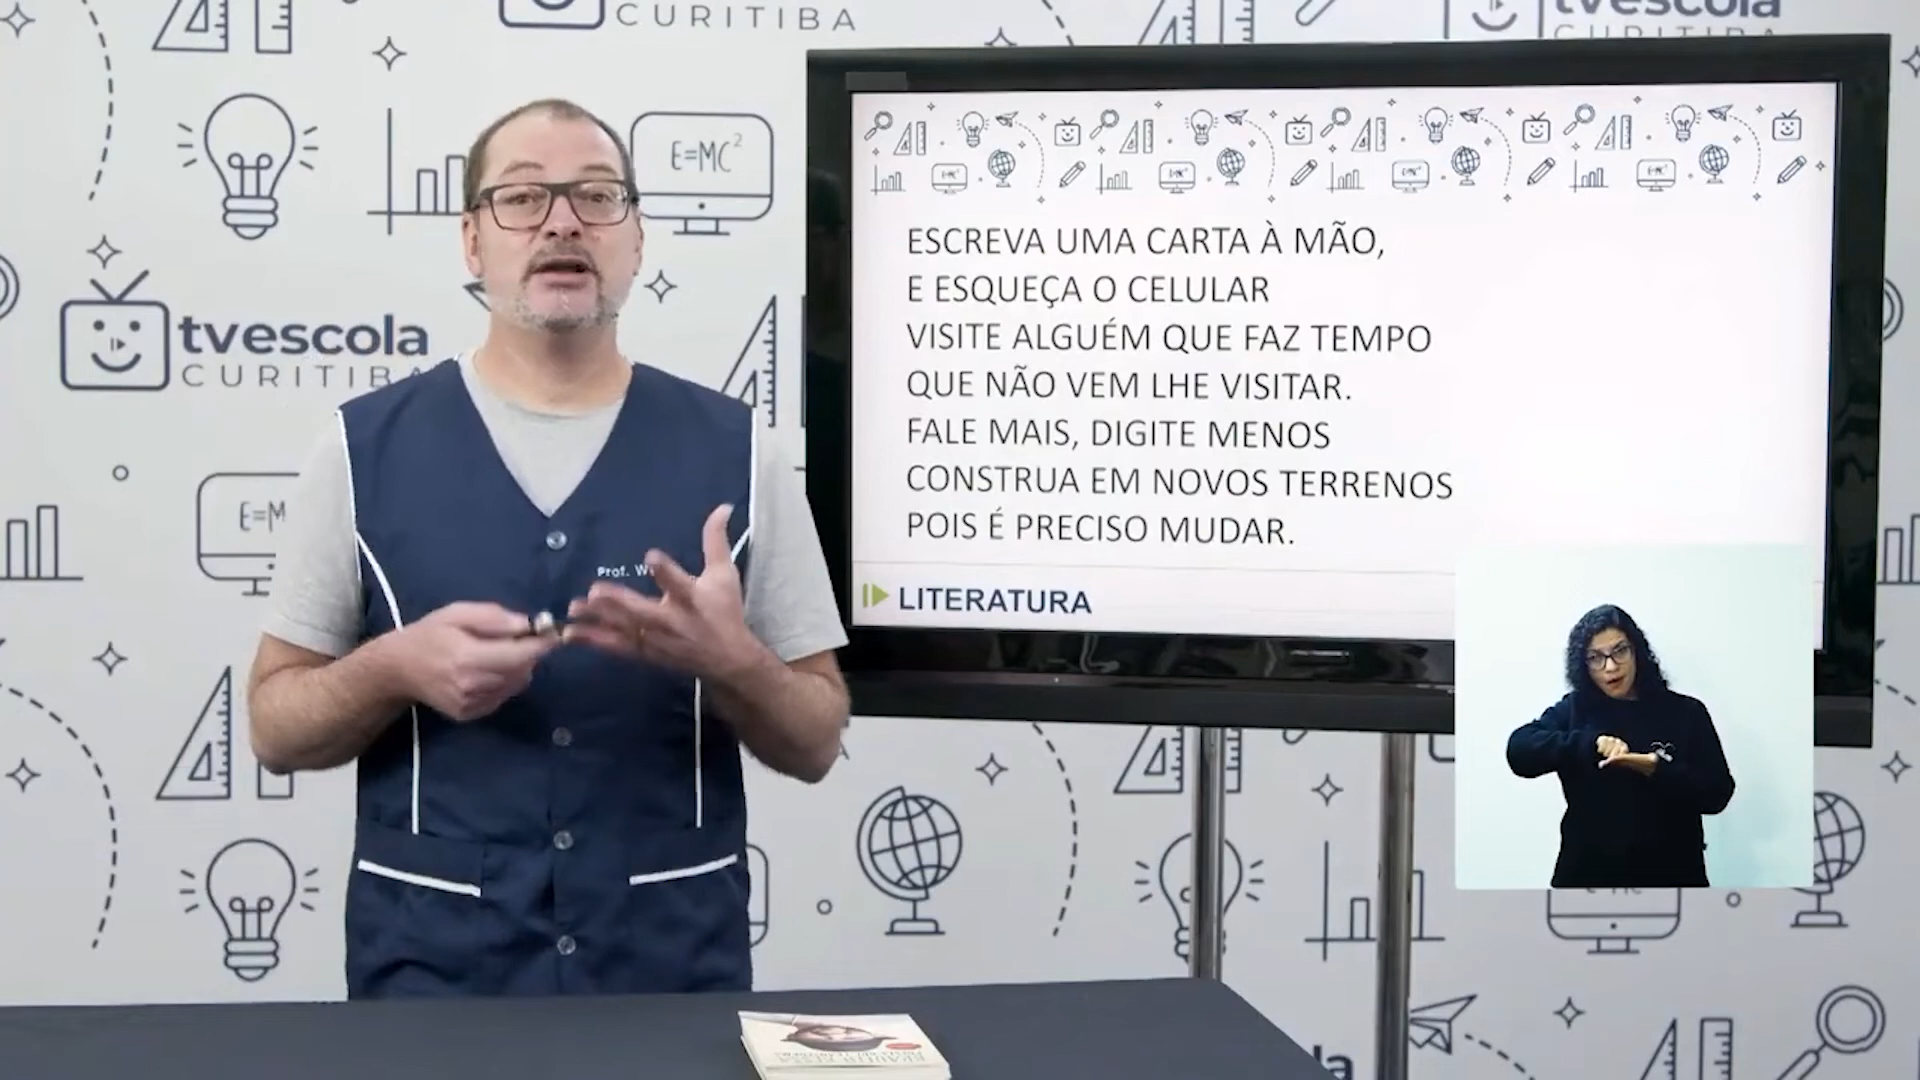 CURITIBA
tvescola
CURITIBA
E=MC²
tvescola
CURITIBA
E=M
Prof. W
ESCREVA UMA CARTA À MÃO,
E ESQUEÇA O CELULAR
VISITE ALGUÉM QUE FAZ TEMPO
QUE NÃO VEM LHE VISITAR.
FALE MAIS, DIGITE MENOS
CONSTRUA EM NOVOS TERRENOS
POIS É PRECISO MUDAR.
LITERATURA